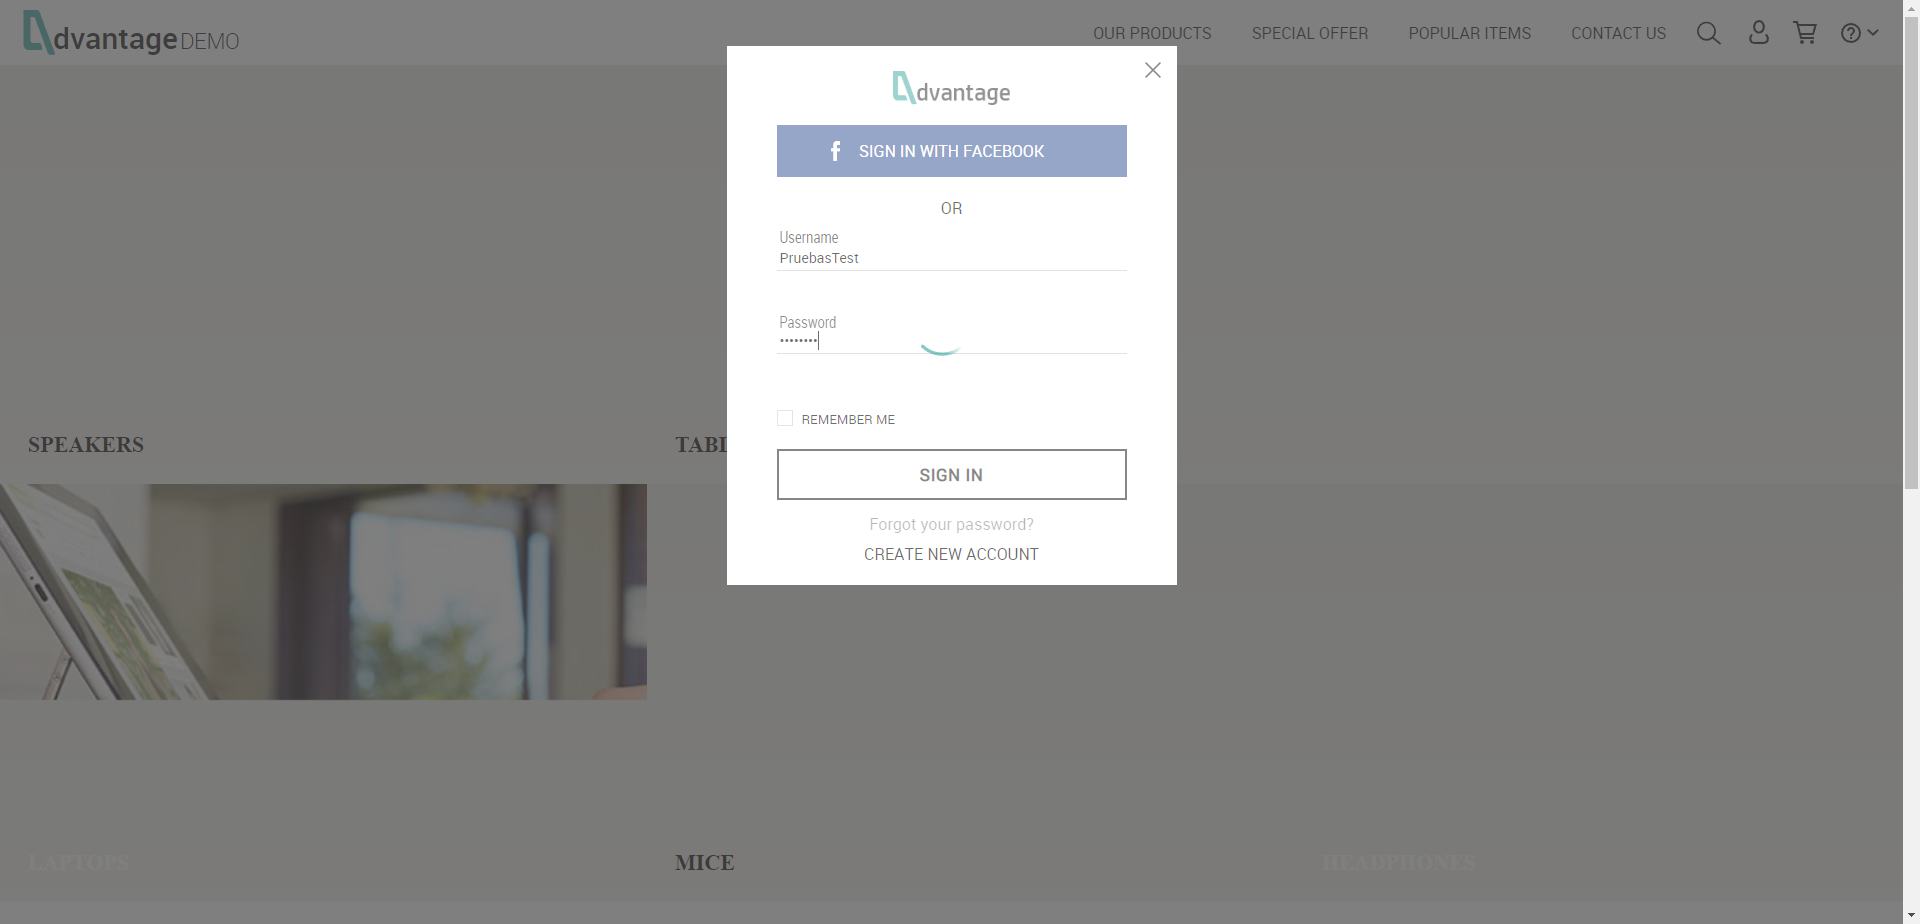 dvantage DEMO
OUR PRODUCTS
SPECIAL OFFER
POPULAR ITEMS
CONTACT US
dvantage
f SIGN IN WITH FACEBOOK
OR
Username
PruebasTest
Password
••••••••
REMEMBER ME
SIGN IN
Forgot your password?
CREATE NEW ACCOUNT
SPEAKERS
TABL
LAPTOPS
MICE
HEADPHONES